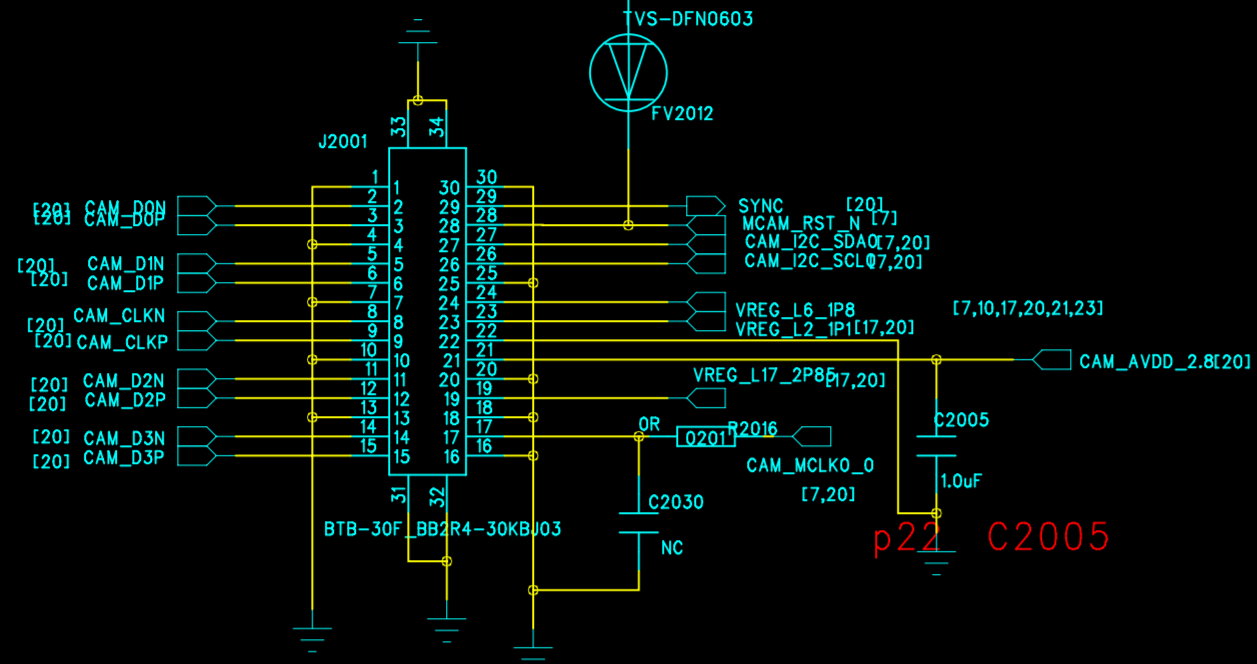 TVS-DFN0603
FV2012
J2001
33
34
1
2
3
4
5
6
7
8
9
10
11
12
13
14
15
1
2
3
4
5
6
7
8
9
10
11
12
13
14
15
30
29
28
27
26
25
24
23
22
21
20
19
18
17
16
30
29
28
27
26
25
24
23
22
21
20
19
18
17
16
31
32
[20] CAM_D0N
[20] CAM_D0P
[20] CAM_D1N
[20] CAM_D1P
[20] CAM_CLKN
[20] CAM_CLKP
[20] CAM_D2N
[20] CAM_D2P
[20] CAM_D3N
[20] CAM_D3P
SYNC [20]
MCAM_RST_N [7]
CAM_I2C_SDA0[7,20]
CAM_I2C_SCL0[7,20]
VREG_L6_1P8 [7,10,17,20,21,23]
VREG_L2_1P1[17,20]
CAM_AVDD_2.8[20]
VREG_L17_2P85[17,20]
C2005
1.0uF
0R 0201 R2016
CAM_MCLK0_0
[7,20]
C2030
NC
BTB-30F_BB2R4-30KBJ03
p22 C2005